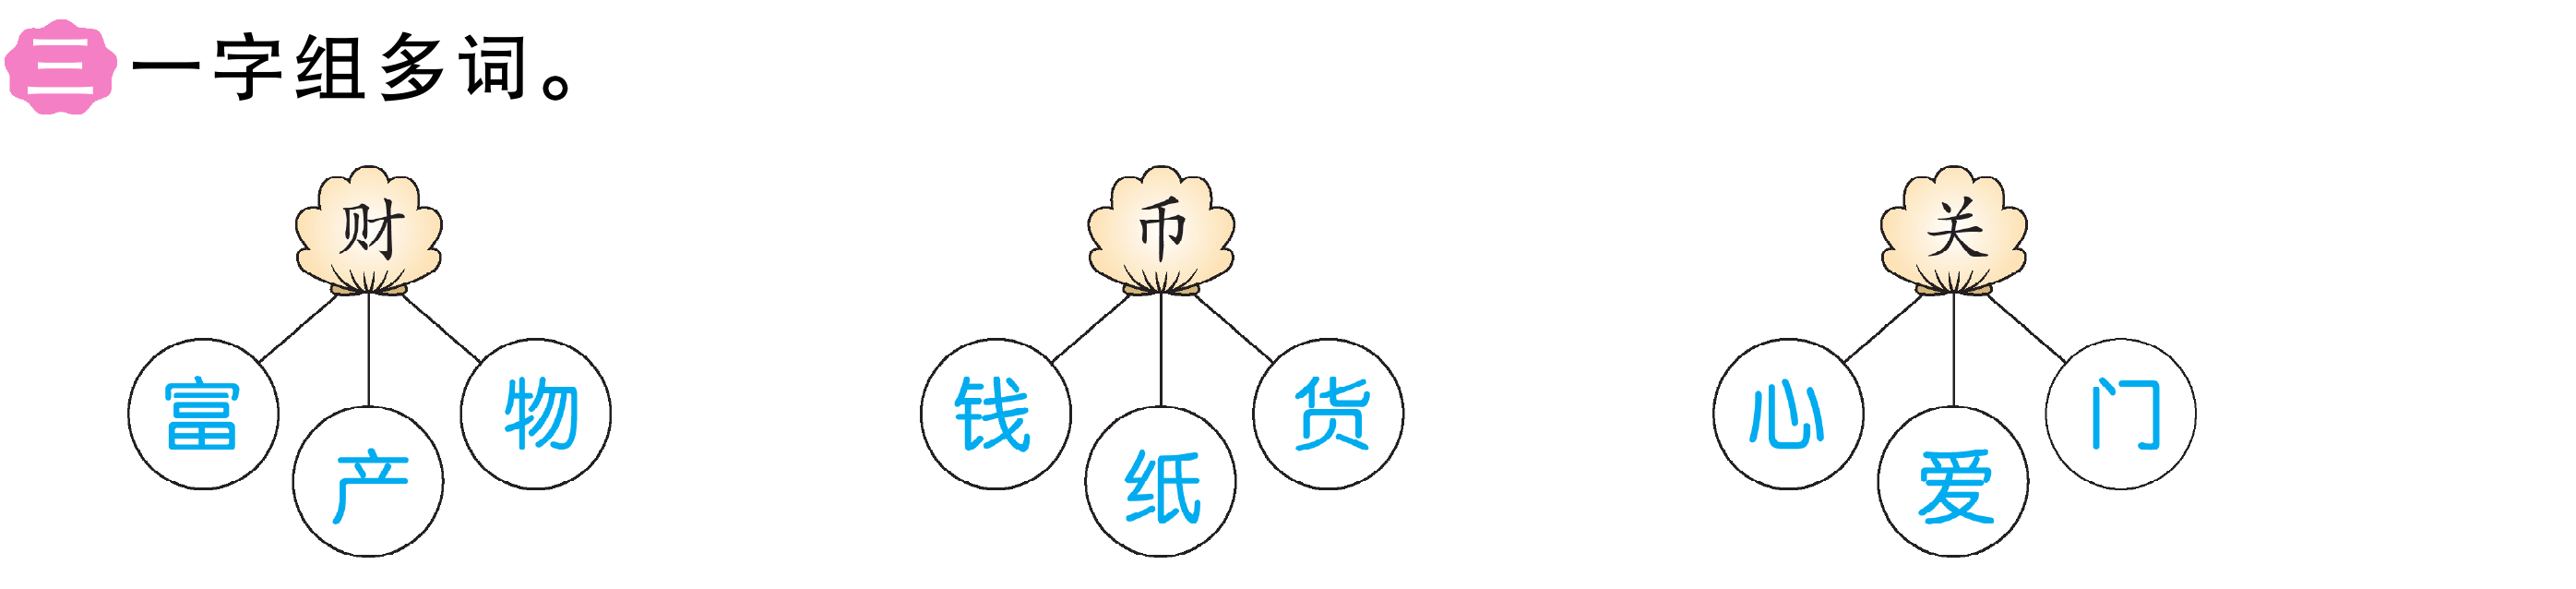 三 一字组多词。
财 币 关
富 物 钱 货 心 门
产 纸 爱